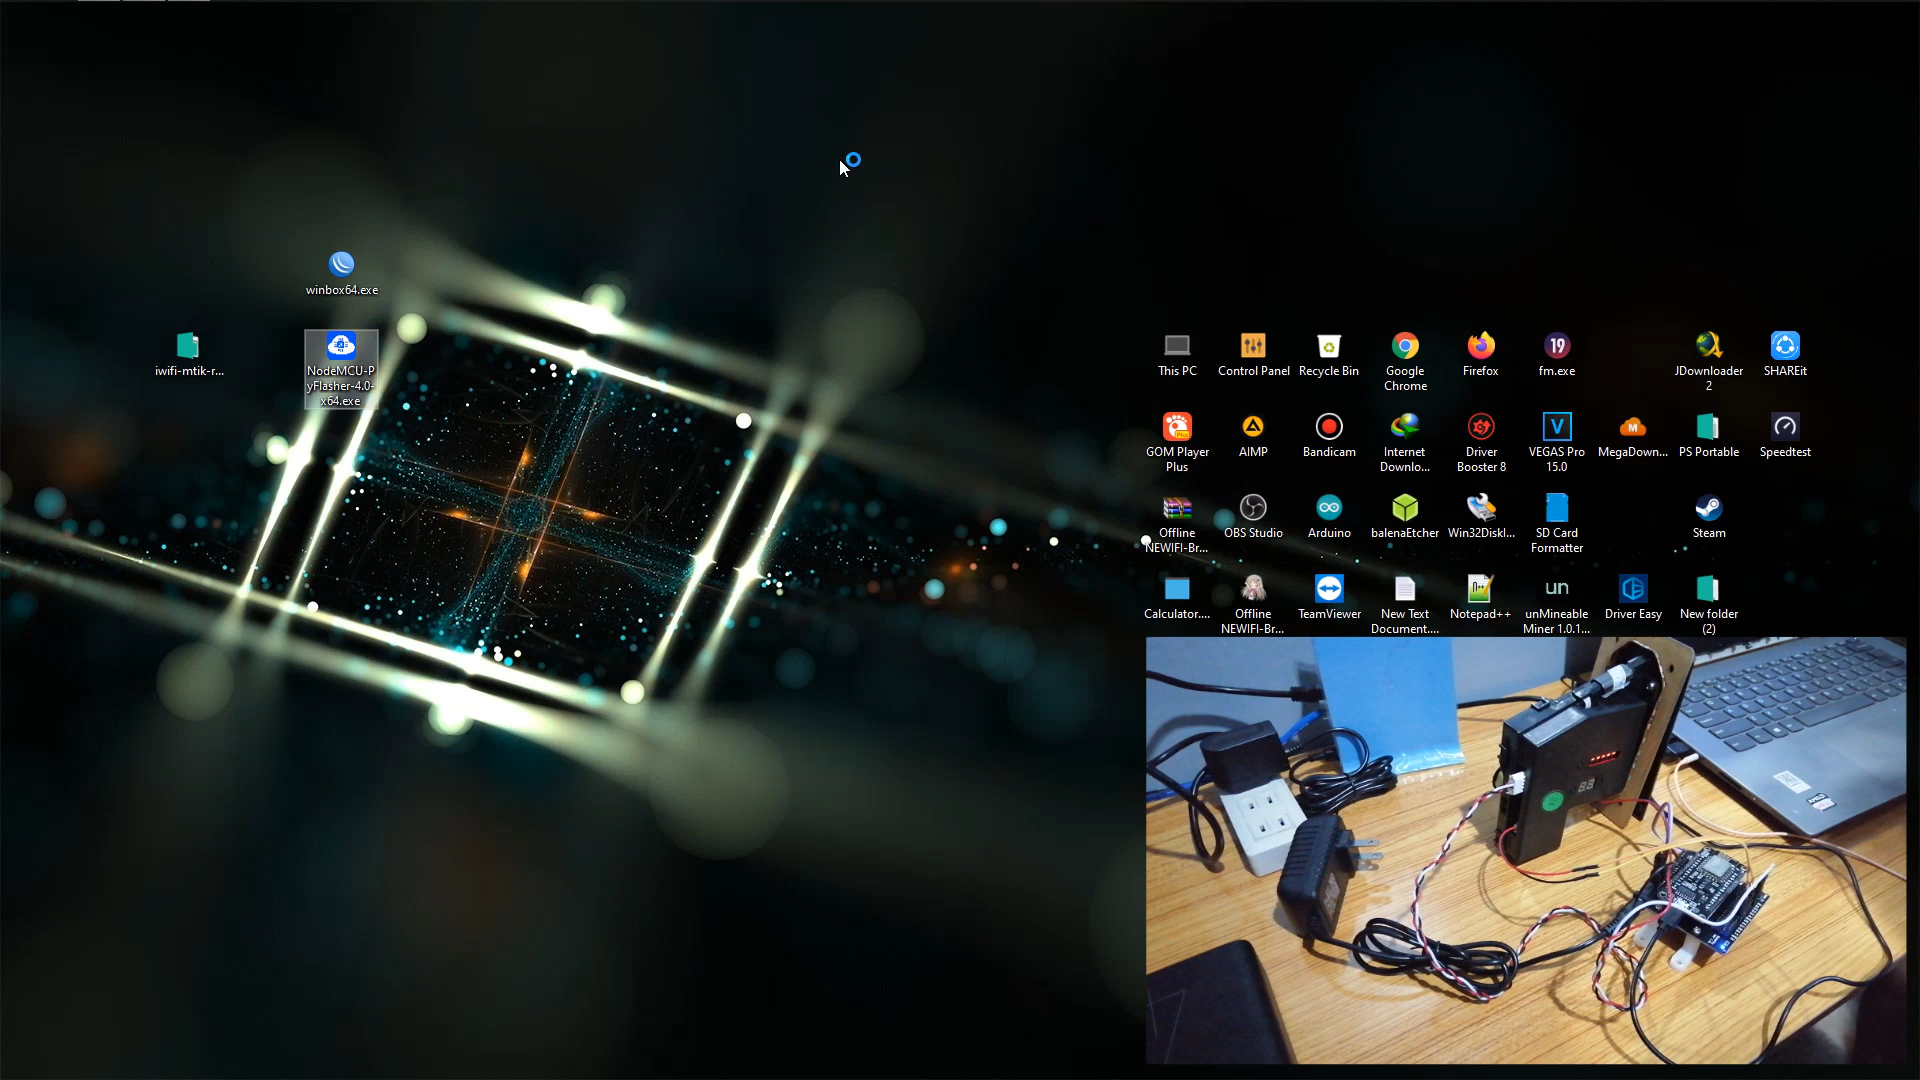 winbox64.exe
iwifi-mtik-r...
NodeMCU-P
yFlasher-4.0-
x64.exe
This PC
Control Panel
Recycle Bin
Google
Chrome
Firefox
19
fm.exe
JDownloader
2
SHAREit
GOM Player
Plus
AIMP
Bandicam
Internet
Downlo...
Driver
Booster 8
V
VEGAS Pro
15.0
M
MegaDown...
PS Portable
Speedtest
Offline
NEWIFI-Br...
OBS Studio
Arduino
balenaEtcher
Win32DiskI...
SD Card
Formatter
Steam
Calculator....
Offline
NEWIFI-Br...
TeamViewer
New Text
Document....
Notepad++
un
unMineable
Miner 1.0.1...
Driver Easy
New folder
(2)